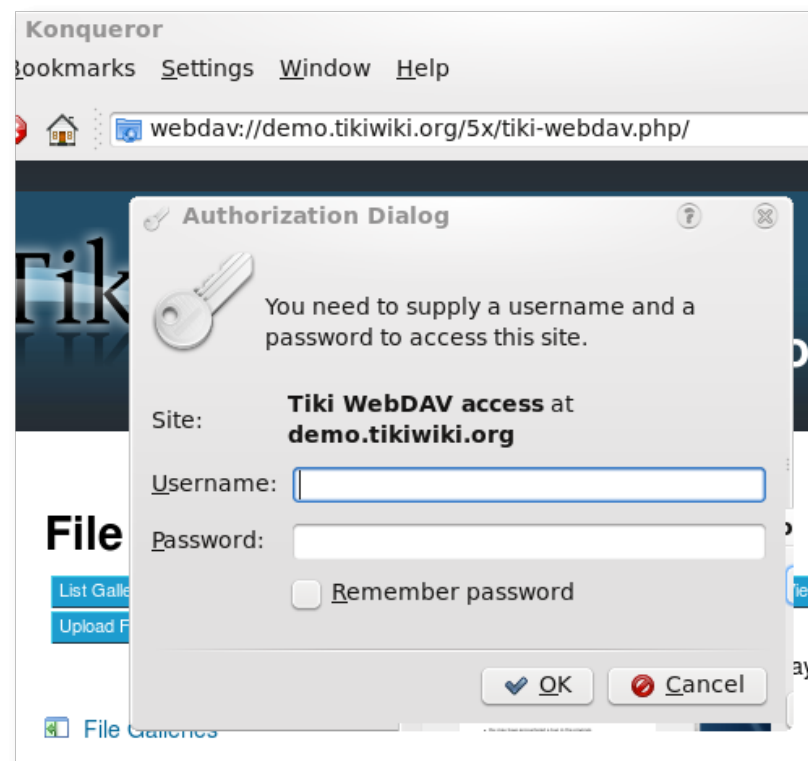 Konqueror
Bookmarks Settings Window Help
webdav://demo.tikiwiki.org/5x/tiki-webdav.php/
Authorization Dialog
Tik
You need to supply a username and a
password to access this site.
Site:
Tiki WebDAV access at
demo.tikiwiki.org
Username:
File
Password:
List Galle
Remember password
Upload F
OK Cancel
File Galleries